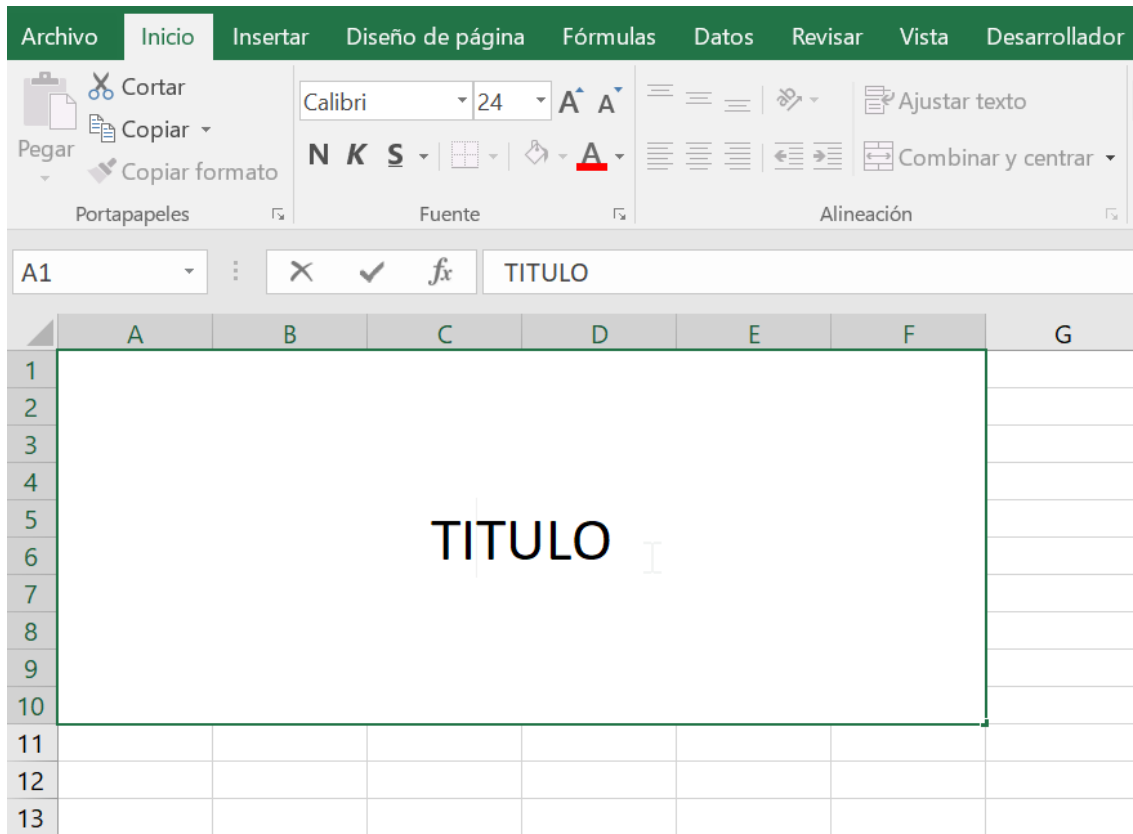 Archivo Inicio Insertar Diseño de página Fórmulas Datos Revisar Vista Desarrollador
Cortar
Copiar
Copiar formato
Pegar
Portapapeles
Calibri 24 A A
N K S A
Fuente
Ajustar texto
Combinar y centrar
Alineación
A1 fx TITULO
A B C D E F G
1
2
3
4
5
TITULO
6
7
8
9
10
11
12
13